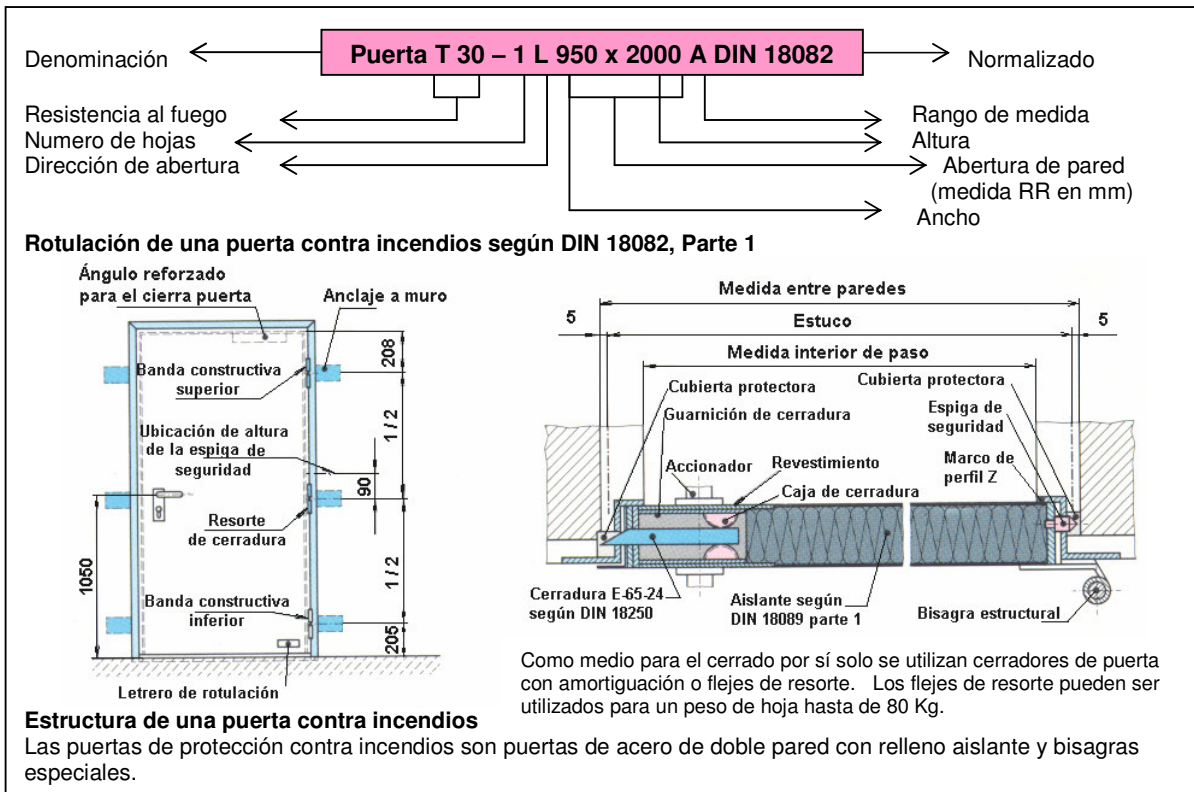 Puerta T 30 – 1 L 950 x 2000 A DIN 18082
Denominación
Normalizado
Resistencia al fuego
Numero de hojas
Dirección de abertura
Rango de medida
Altura
Abertura de pared
(medida RR en mm)
Ancho
Rotulación de una puerta contra incendios según DIN 18082, Parte 1
Ángulo reforzado
para el cierra puerta
Anclaje a muro
Banda constructiva
superior
Ubicación de altura
de la espiga de
seguridad
Resorte
de cerradura
Banda constructiva
inferior
Letrero de rotulación
208
1 / 2
90
1 / 2
205
1050
Medida entre paredes
5
Estuco
5
Medida interior de paso
Cubierta protectora
Cubierta protectora
Guarnición de cerradura
Espiga de
seguridad
Accionador
Revestimiento
Marco de
perfil Z
Caja de cerradura
Cerradura E-65-24
según DIN 18250
Aislante según
DIN 18089 parte 1
Bisagra estructural
Como medio para el cerrado por sí solo se utilizan cerradores de puerta
con amortiguación o flejes de resorte. Los flejes de resorte pueden ser
utilizados para un peso de hoja hasta de 80 Kg.
Estructura de una puerta contra incendios
Las puertas de protección contra incendios son puertas de acero de doble pared con relleno aislante y bisagras
especiales.